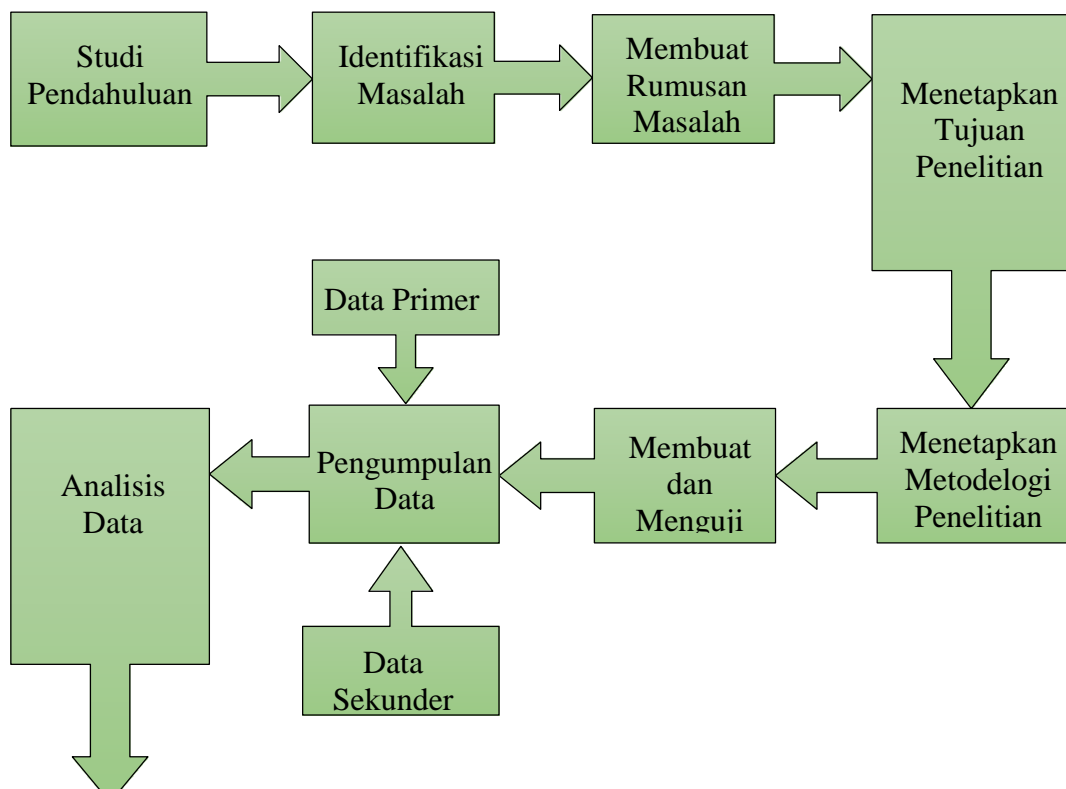 Studi
Pendahuluan
Identifikasi
Masalah
Membuat
Rumusan
Masalah
Menetapkan
Tujuan
Penelitian
Data Primer
Menetapkan
Metodelogi
Penelitian
Membuat
dan
Menguji
Pengumpulan
Data
Analisis
Data
Data
Sekunder